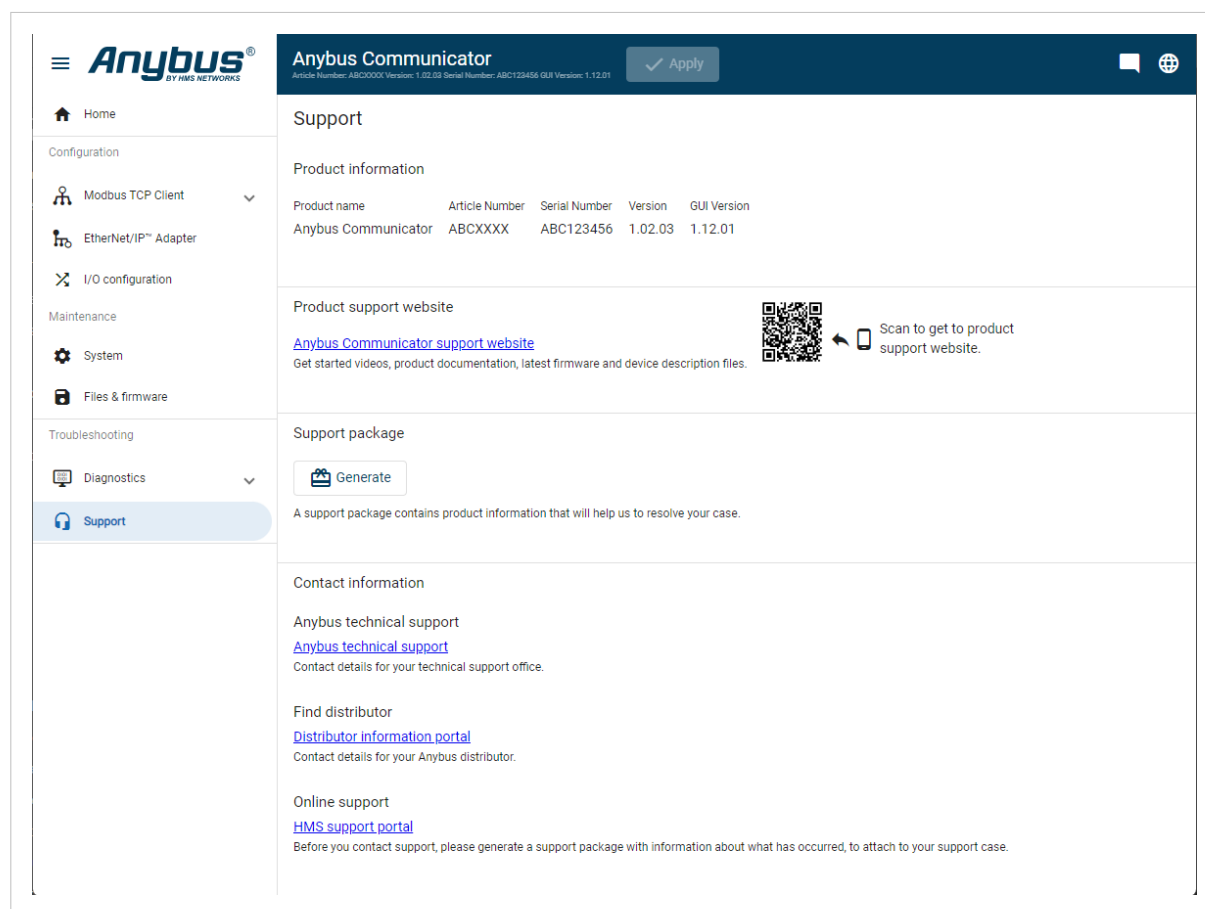 Anybus®
BY HMS NETWORKS
Anybus Communicator
Article Number: ABCXXXX Version: 1.02.03 Serial Number: ABC123456 GUI Version: 1.12.01
Apply
Home
Configuration
Modbus TCP Client
EtherNet/IP™ Adapter
I/O configuration
Maintenance
System
Files & firmware
Troubleshooting
Diagnostics
Support
Support
Product information
Product name Article Number Serial Number Version GUI Version
Anybus Communicator ABCXXXX ABC123456 1.02.03 1.12.01
Product support website
Anybus Communicator support website
Get started videos, product documentation, latest firmware and device description files.
Scan to get to product
support website.
Support package
Generate
A support package contains product information that will help us to resolve your case.
Contact information
Anybus technical support
Anybus technical support
Contact details for your technical support office.
Find distributor
Distributor information portal
Contact details for your Anybus distributor.
Online support
HMS support portal
Before you contact support, please generate a support package with information about what has occurred, to attach to your support case.